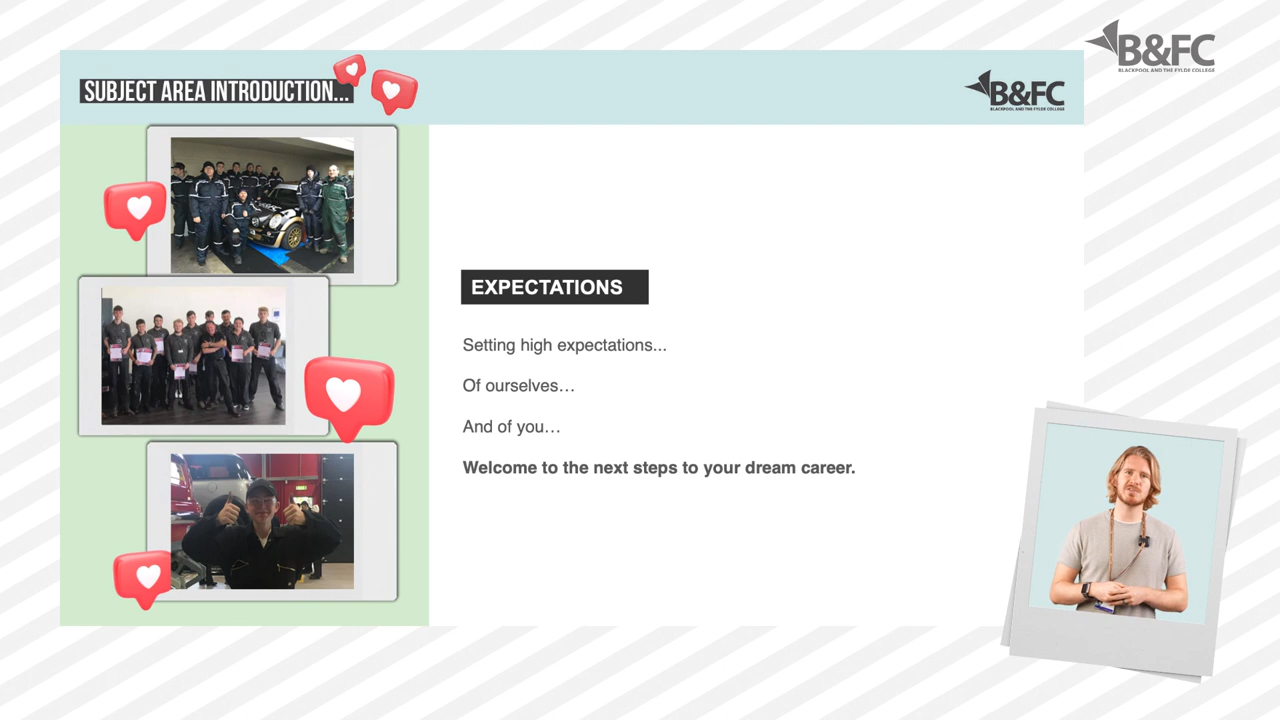 B&FC
BLACKPOOL AND THE FYLDE COLLEGE
SUBJECT AREA INTRODUCTION...
B&FC
BLACKPOOL AND THE FYLDE COLLEGE
EXPECTATIONS
Setting high expectations...
Of ourselves…
And of you…
Welcome to the next steps to your dream career.